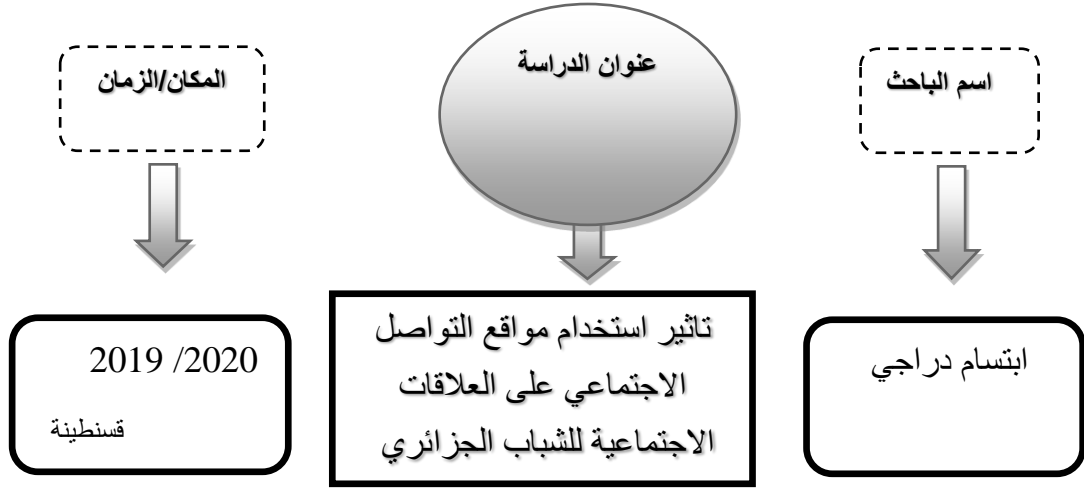 اسم الباحث
عنوان الدراسة
المكان/الزمان
ابتسام دراجي
تاثير استخدام مواقع التواصل
الاجتماعي على العلاقات
الاجتماعية للشباب الجزائري
2019 /2020
قسنطينة